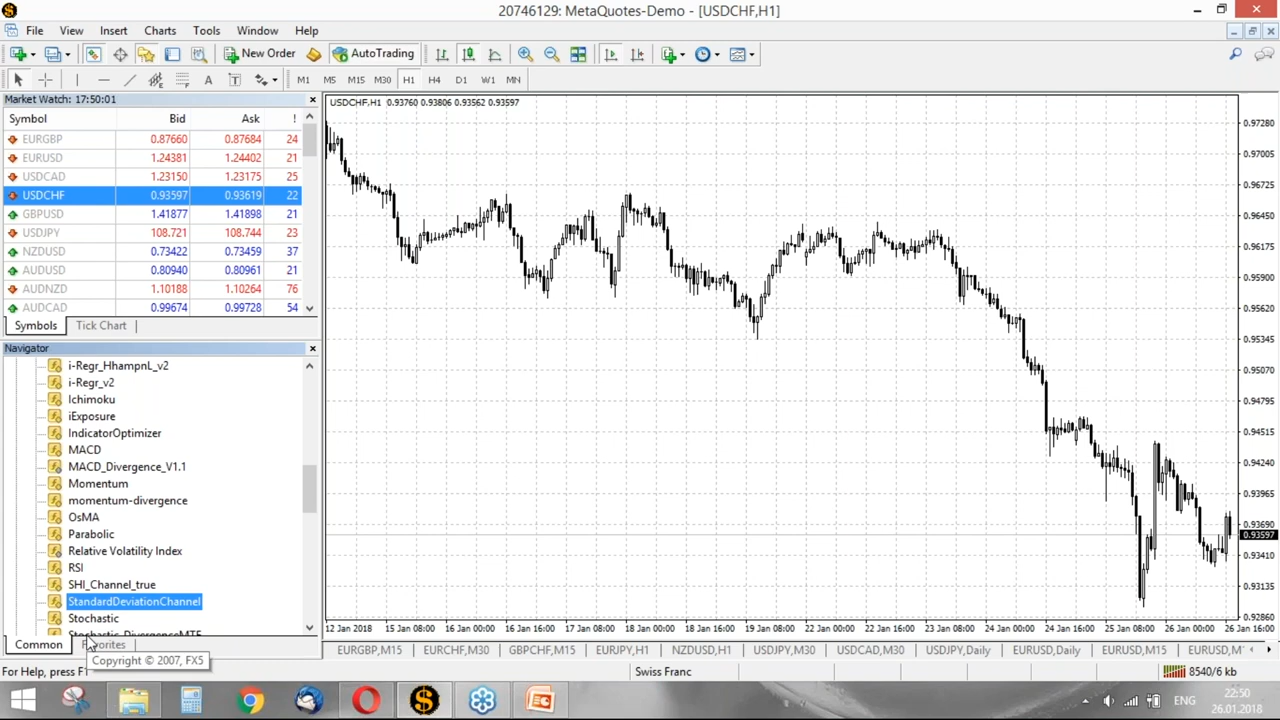 20746129: MetaQuotes-Demo - [USDCHF,H1]
File View Insert Charts Tools Window Help
New Order AutoTrading
A T M1 M5 M15 M30 H1 H4 D1 W1 MN
Market Watch: 17:50:01
Symbol Bid Ask !
EURGBP 0.87660 0.87684 24
EURUSD 1.24381 1.24402 21
USDCAD 1.23150 1.23175 25
USDCHF 0.93597 0.93619 22
GBPUSD 1.41877 1.41898 21
USDJPY 108.721 108.744 23
NZDUSD 0.73422 0.73459 37
AUDUSD 0.80940 0.80961 21
AUDNZD 1.10188 1.10264 76
AUDCAD 0.99674 0.99728 54
Symbols Tick Chart
Navigator
i-Regr_HhampnL_v2
i-Regr_v2
Ichimoku
iExposure
IndicatorOptimizer
MACD
MACD_Divergence_V1.1
Momentum
momentum-divergence
OsMA
Parabolic
Relative Volatility Index
RSI
SHI_Channel_true
StandardDeviationChannel
Stochastic
Stochastic_DivergenceMTF
Common Favorites
Copyright © 2007, FX5
USDCHF,H1 0.93760 0.93806 0.93562 0.93597
0.97280
0.97005
0.96725
0.96450
0.96175
0.95900
0.95620
0.95345
0.95070
0.94795
0.94515
0.94240
0.93965
0.93690
0.93597
0.93410
0.93135
0.92860
12 Jan 2018 15 Jan 08:00 16 Jan 00:00 16 Jan 16:00 17 Jan 08:00 18 Jan 00:00 18 Jan 16:00 19 Jan 08:00 22 Jan 00:00 22 Jan 16:00 23 Jan 08:00 24 Jan 00:00 24 Jan 16:00 25 Jan 08:00 26 Jan 00:00 26 Jan 16:00
EURGBP,M15 EURCHF,M30 GBPCHF,M15 EURJPY,H1 NZDUSD,H1 USDJPY,M30 USDCAD,M30 USDJPY,Daily EURUSD,Daily EURUSD,M15 EURUSD,M
For Help, press F1 Swiss Franc 8540/6 kb
ENG
22:50
26.01.2018